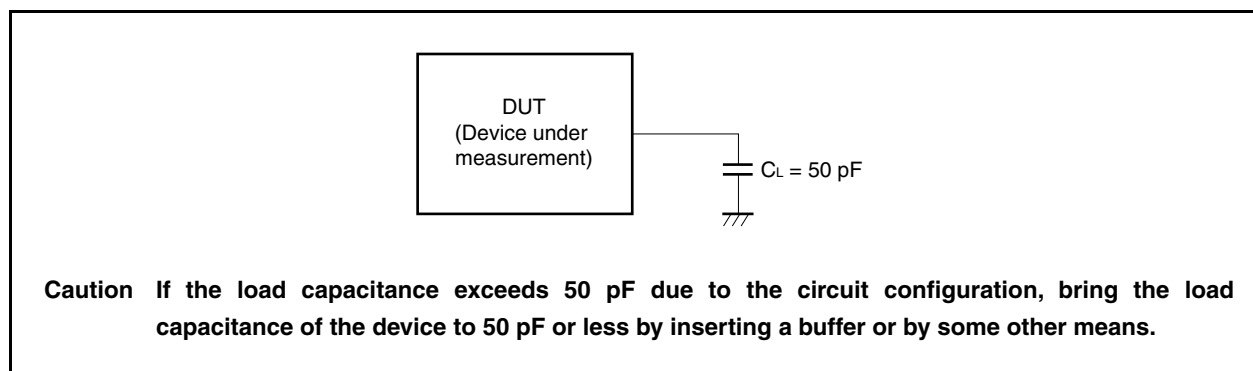 DUT
(Device under
measurement)
CL = 50 pF
Caution If the load capacitance exceeds 50 pF due to the circuit configuration, bring the load
capacitance of the device to 50 pF or less by inserting a buffer or by some other means.